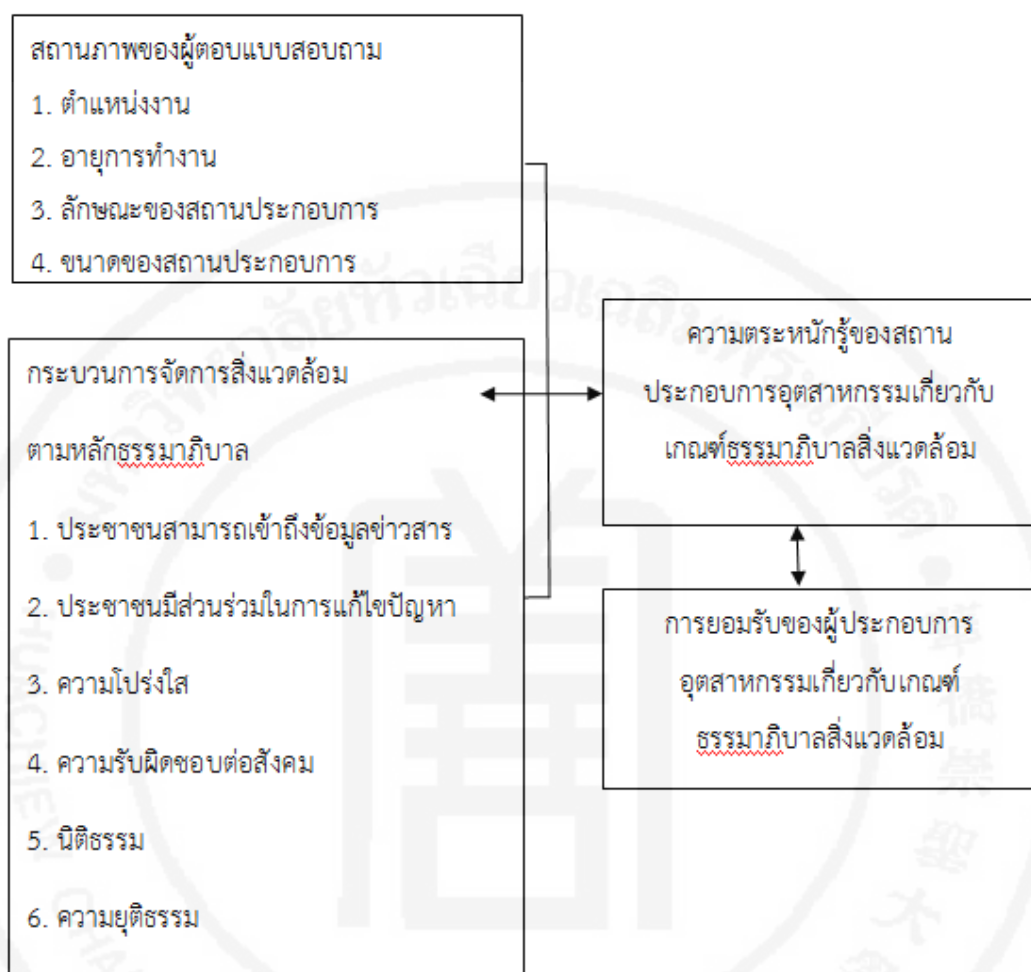 สถานภาพของผู้ตอบแบบสอบถาม
1. ตำแหน่งงาน
2. อายุการทำงาน
3. ลักษณะของสถานประกอบการ
4. ขนาดของสถานประกอบการ
กระบวนการจัดการสิ่งแวดล้อม
ตามหลักธรรมาภิบาล
1. ประชาชนสามารถเข้าถึงข้อมูลข่าวสาร
2. ประชาชนมีส่วนร่วมในการแก้ไขปัญหา
3. ความโปร่งใส
4. ความรับผิดชอบต่อสังคม
5. นิติธรรม
6. ความยุติธรรม
ความตระหนักรู้ของสถาน
ประกอบการอุตสาหกรรมเกี่ยวกับ
เกณฑ์ธรรมาภิบาลสิ่งแวดล้อม
การยอมรับของผู้ประกอบการ
อุตสาหกรรมเกี่ยวกับเกณฑ์
ธรรมาภิบาลสิ่งแวดล้อม